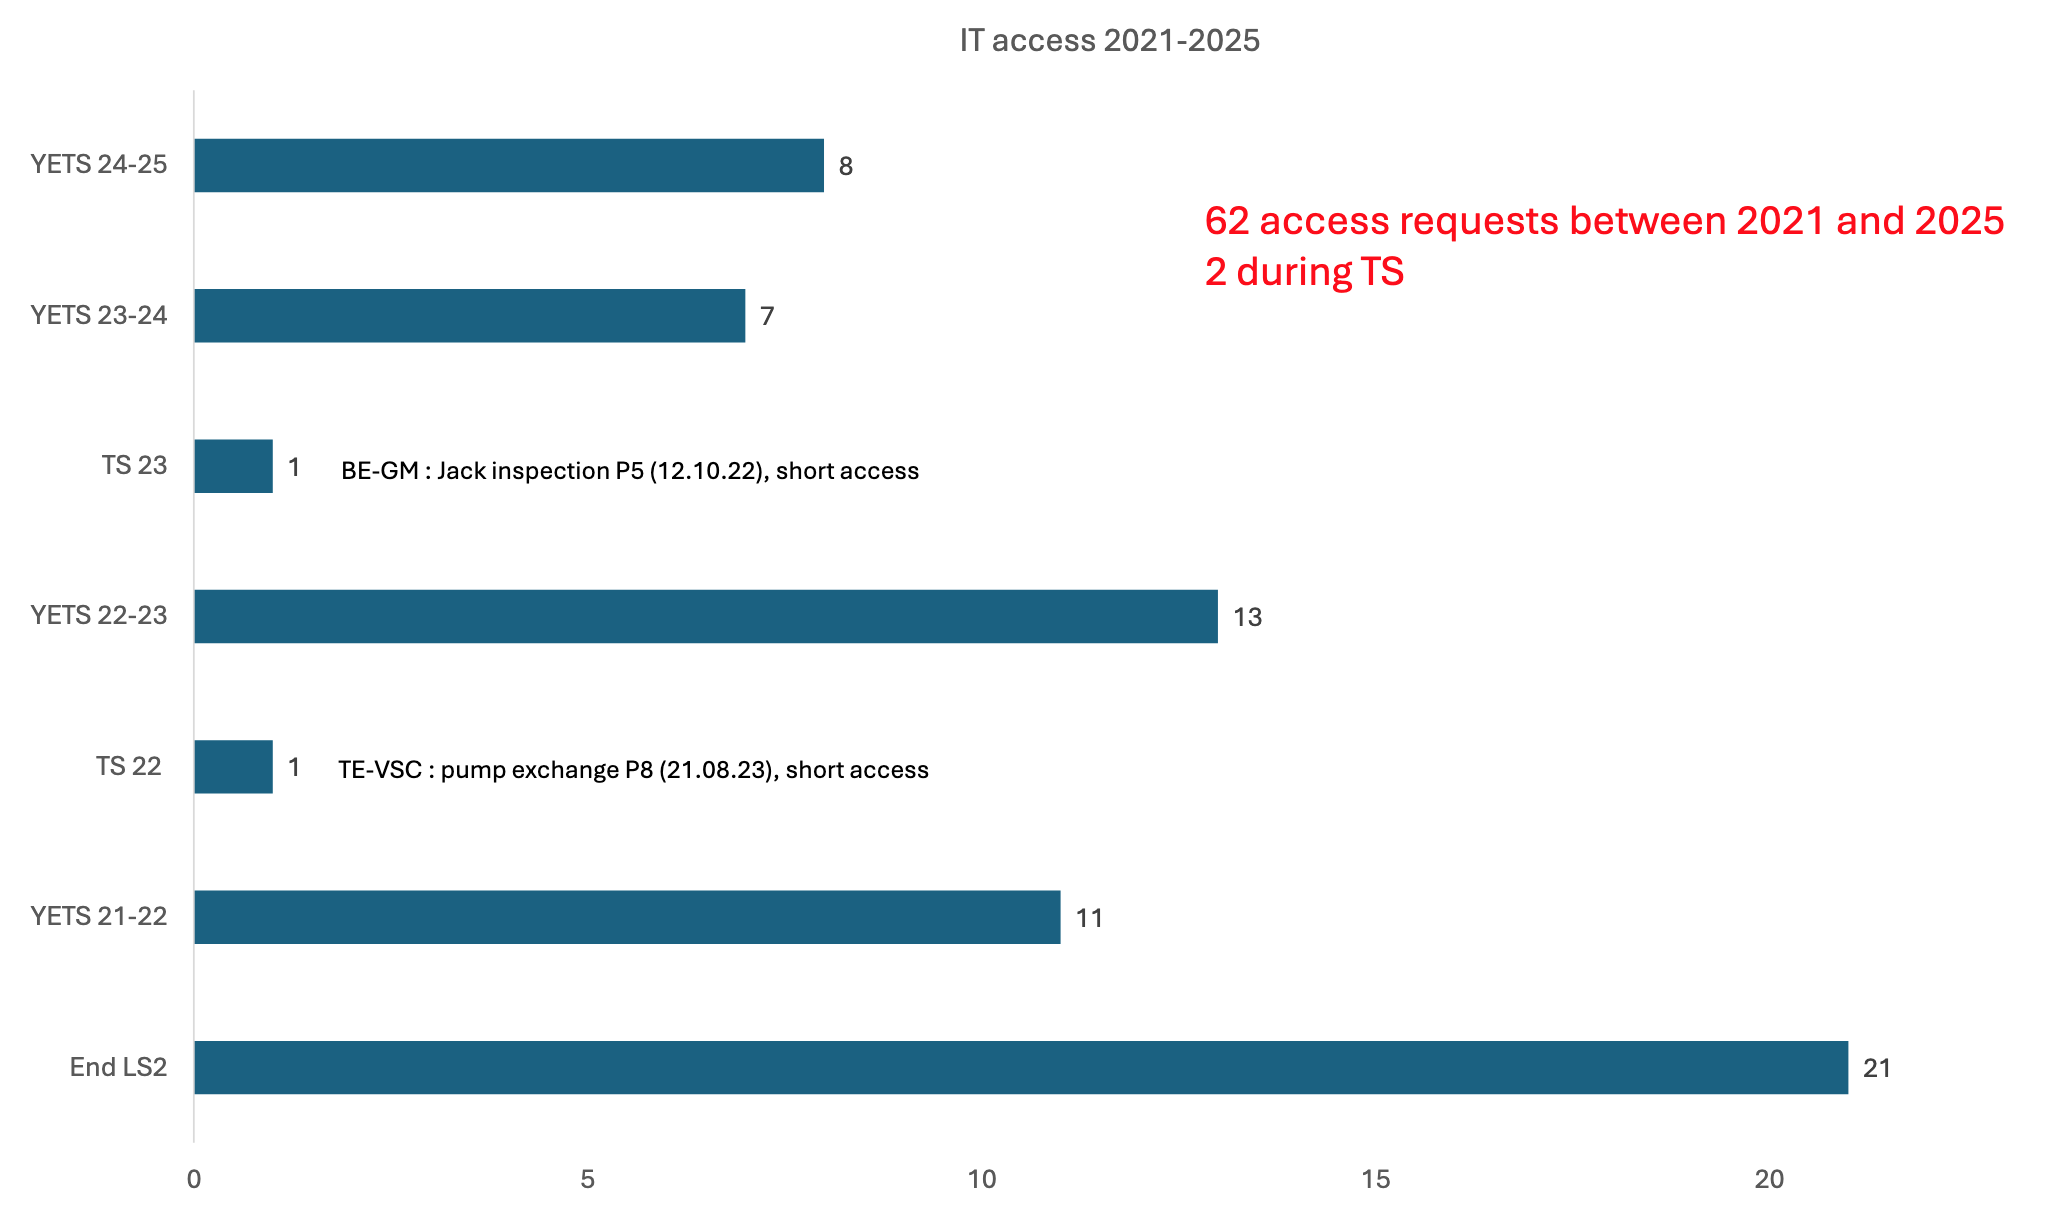 IT access 2021-2025
YETS 24-25
8
62 access requests between 2021 and 2025
2 during TS
YETS 23-24
7
TS 23
1
BE-GM : Jack inspection P5 (12.10.22), short access
YETS 22-23
13
TS 22
1
TE-VSC : pump exchange P8 (21.08.23), short access
YETS 21-22
11
End LS2
21
0 5 10 15 20